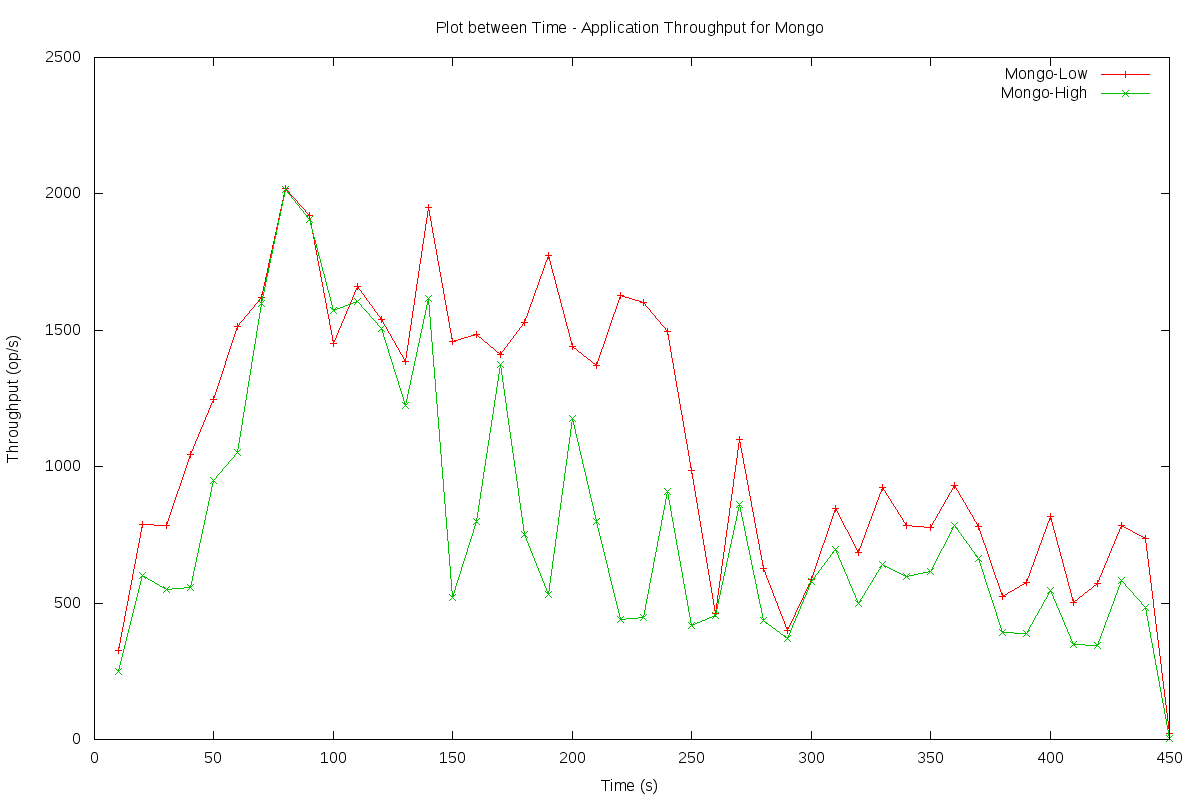 Plot between Time - Application Throughput for Mongo
2500
2000
1500
1000
500
0
Throughput (op/s)
Mongo-Low
Mongo-High
0 50 100 150 200 250 300 350 400 450
Time (s)